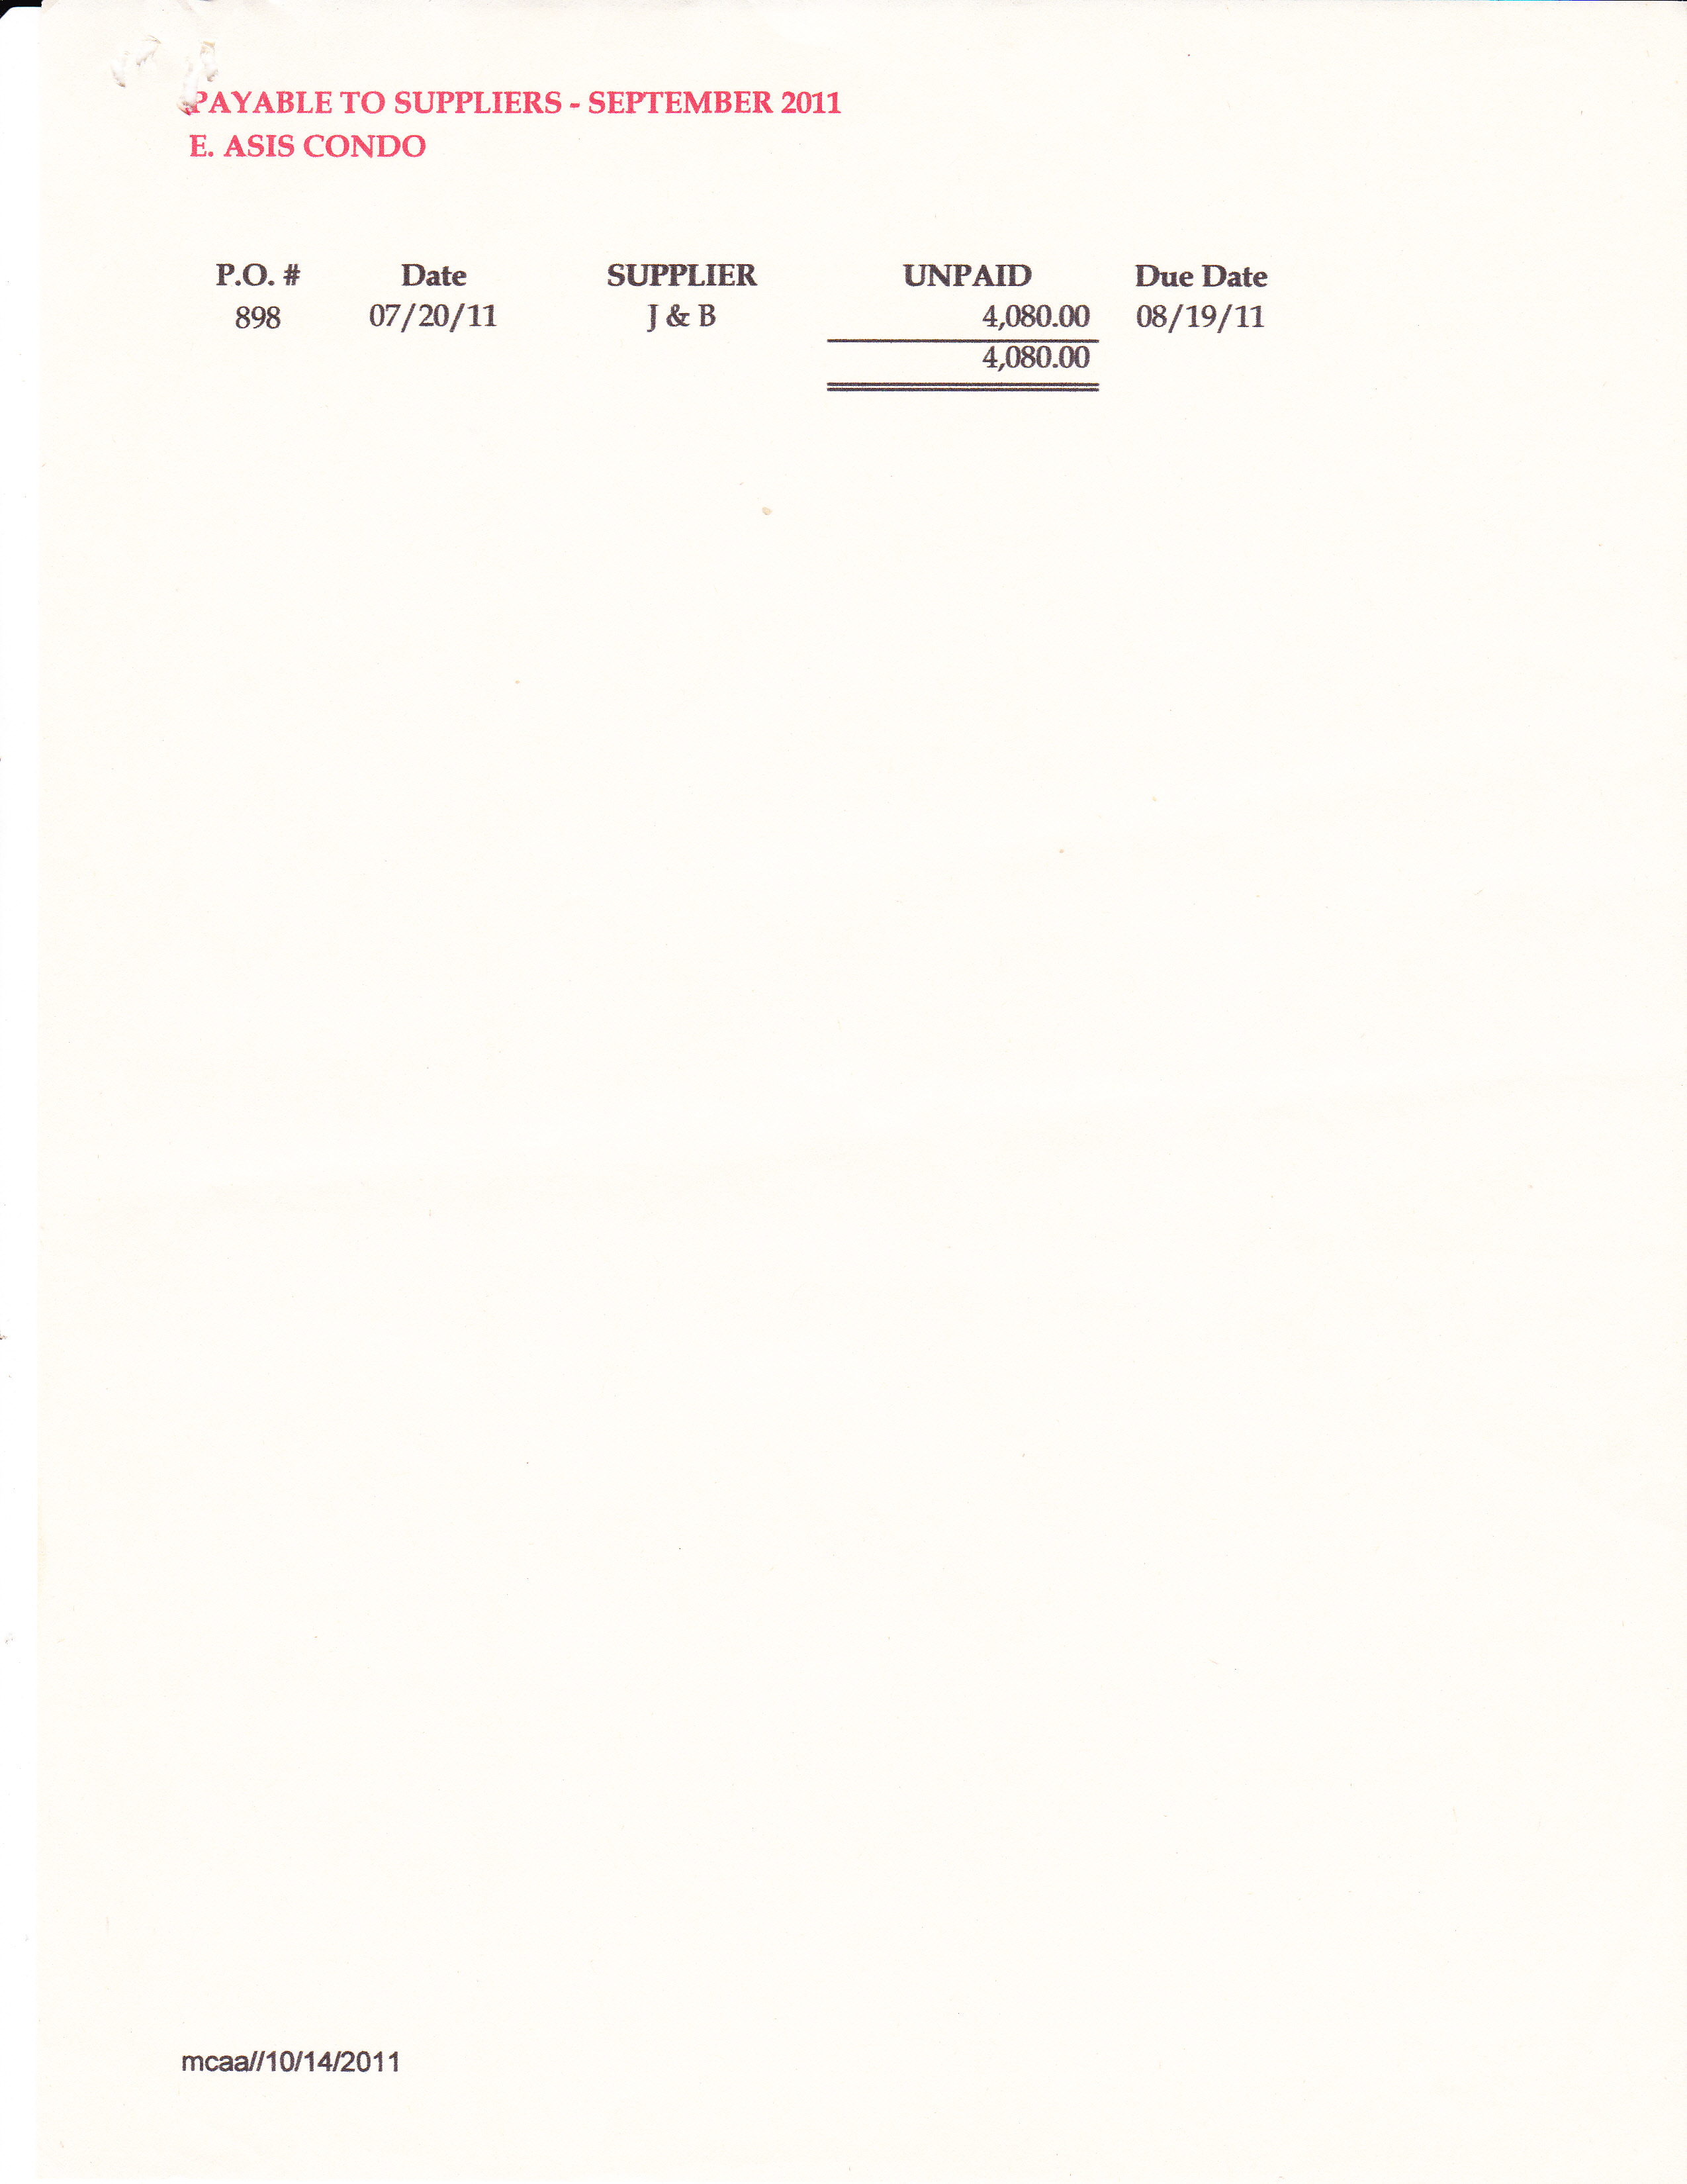 PAYABLE TO SUPPLIERS - SEPTEMBER 2011
E. ASIS CONDO
P.O. # Date SUPPLIER UNPAID Due Date
898 07/20/11 J & B 4,080.00 08/19/11
4,080.00
mcaa//10/14/2011